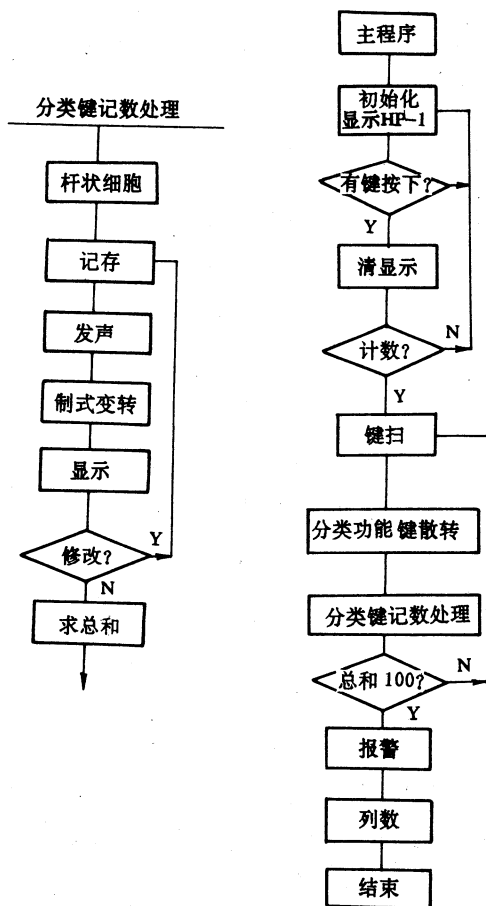 分类键记数处理
杆状细胞
记存
发声
制式变转
显示
修改?
Y
N
求总和
主程序
初始化
显示HP-1
有键按下?
Y
清显示
计数?
N
Y
键扫
分类功能键散转
分类键记数处理
总和100?
N
Y
报警
列数
结束